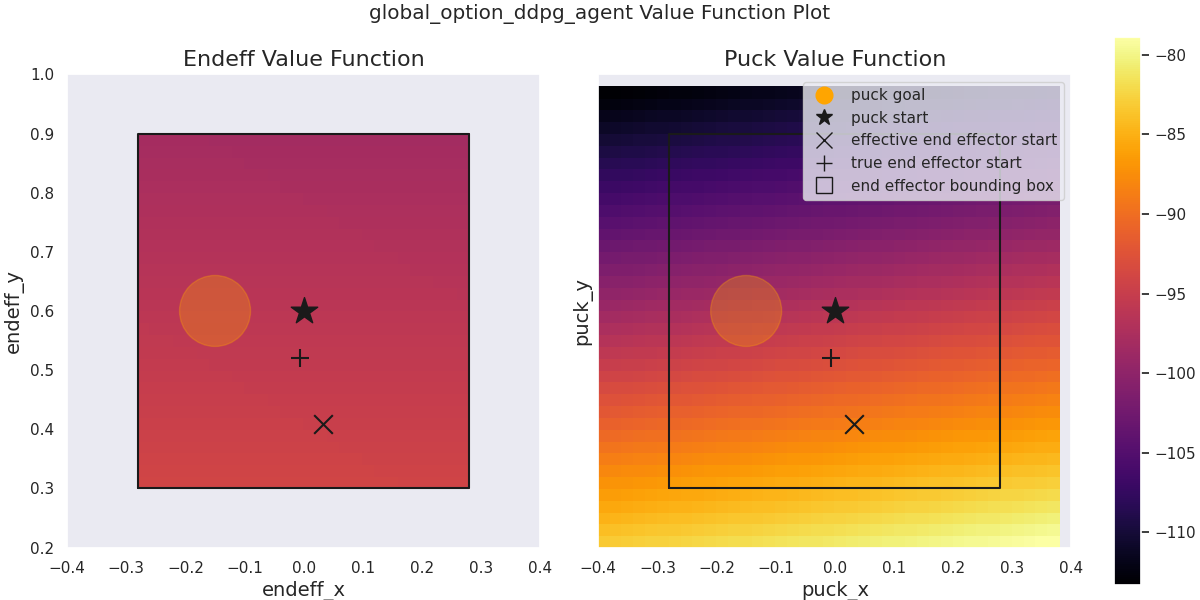 global_option_ddpg_agent Value Function Plot
Endeff Value Function
1.0
0.9
0.8
0.7
0.6
0.5
0.4
0.3
0.2
endeff_y
−0.4 −0.3 −0.2 −0.1 0.0 0.1 0.2 0.3 0.4
endeff_x
Puck Value Function
puck goal
puck start
effective end effector start
true end effector start
end effector bounding box
puck_y
−0.4 −0.3 −0.2 −0.1 0.0 0.1 0.2 0.3 0.4
puck_x
−80
−85
−90
−95
−100
−105
−110